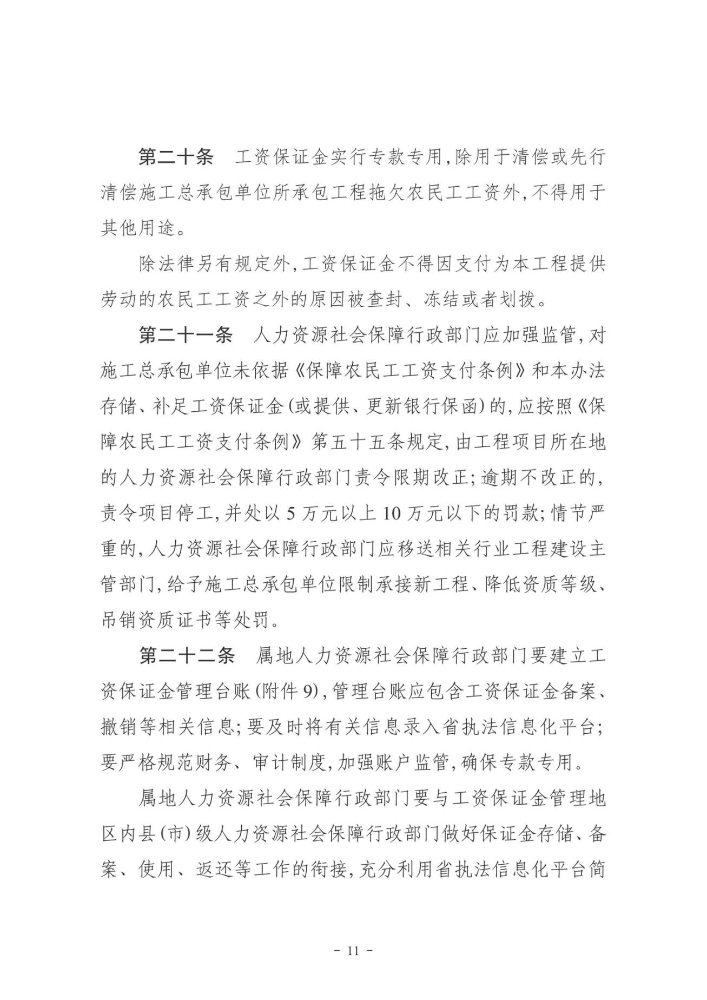 第二十条　工资保证金实行专款专用,除用于清偿或先行
清偿施工总承包单位所承包工程拖欠农民工工资外,不得用于
其他用途。
除法律另有规定外,工资保证金不得因支付为本工程提供
劳动的农民工工资之外的原因被查封、冻结或者划拨。
第二十一条　人力资源社会保障行政部门应加强监管,对
施工总承包单位未依据《保障农民工工资支付条例》和本办法
存储、补足工资保证金(或提供、更新银行保函)的,应按照《保
障农民工工资支付条例》第五十五条规定,由工程项目所在地
的人力资源社会保障行政部门责令限期改正;逾期不改正的,
责令项目停工,并处以 5 万元以上 10 万元以下的罚款;情节严
重的,人力资源社会保障行政部门应移送相关行业工程建设主
管部门,给予施工总承包单位限制承接新工程、降低资质等级、
吊销资质证书等处罚。
第二十二条　属地人力资源社会保障行政部门要建立工
资保证金管理台账(附件 9),管理台账应包含工资保证金备案、
撤销等相关信息;要及时将有关信息录入省执法信息化平台;
要严格规范财务、审计制度,加强账户监管,确保专款专用。
属地人力资源社会保障行政部门要与工资保证金管理地
区内县(市)级人力资源社会保障行政部门做好保证金存储、备
案、使用、返还等工作的衔接,充分利用省执法信息化平台简
- 11 -